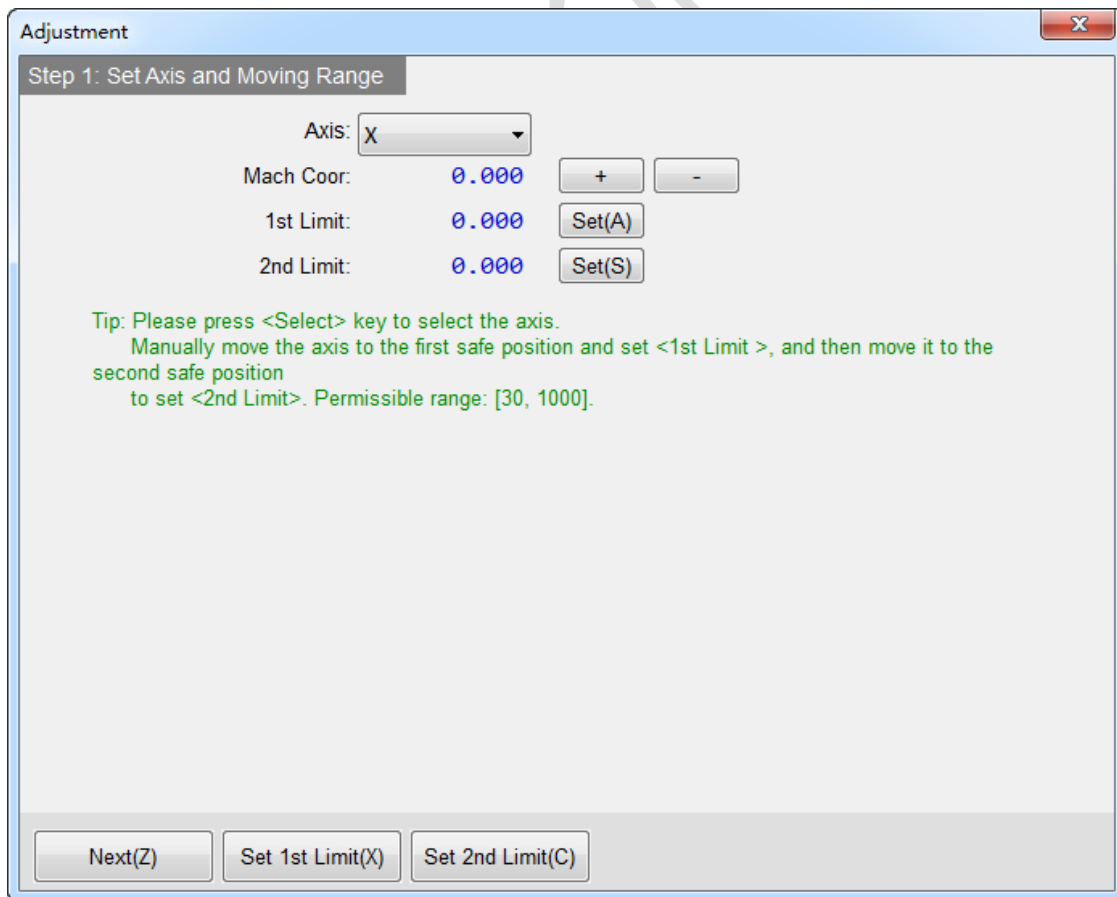 Adjustment
X
Step 1: Set Axis and Moving Range
Axis: X
Mach Coor: 0.000 + -
1st Limit: 0.000 Set(A)
2nd Limit: 0.000 Set(S)
Tip: Please press <Select> key to select the axis.
Manually move the axis to the first safe position and set <1st Limit >, and then move it to the
second safe position
to set <2nd Limit>. Permissible range: [30, 1000].
Next(Z) Set 1st Limit(X) Set 2nd Limit(C)